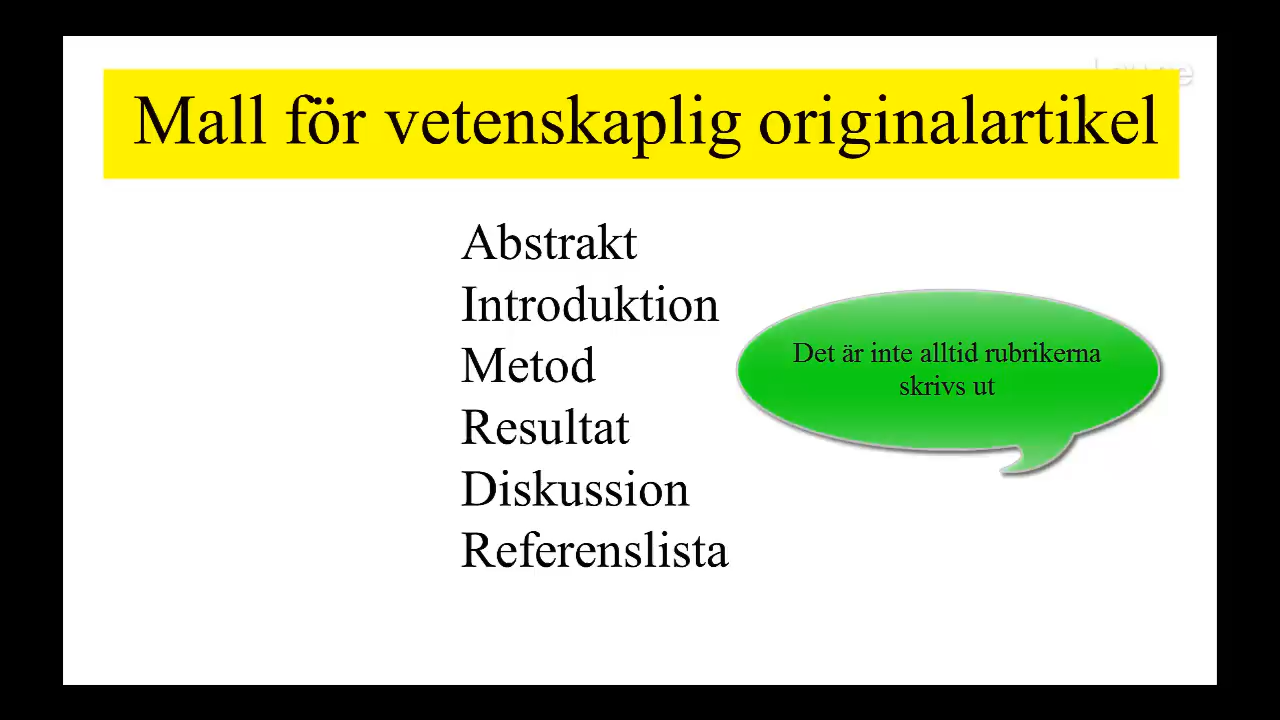 Mall för vetenskaplig originalartikel
Abstrakt
Introduktion
Metod
Resultat
Diskussion
Referenslista
Det är inte alltid rubrikerna
skrivs ut